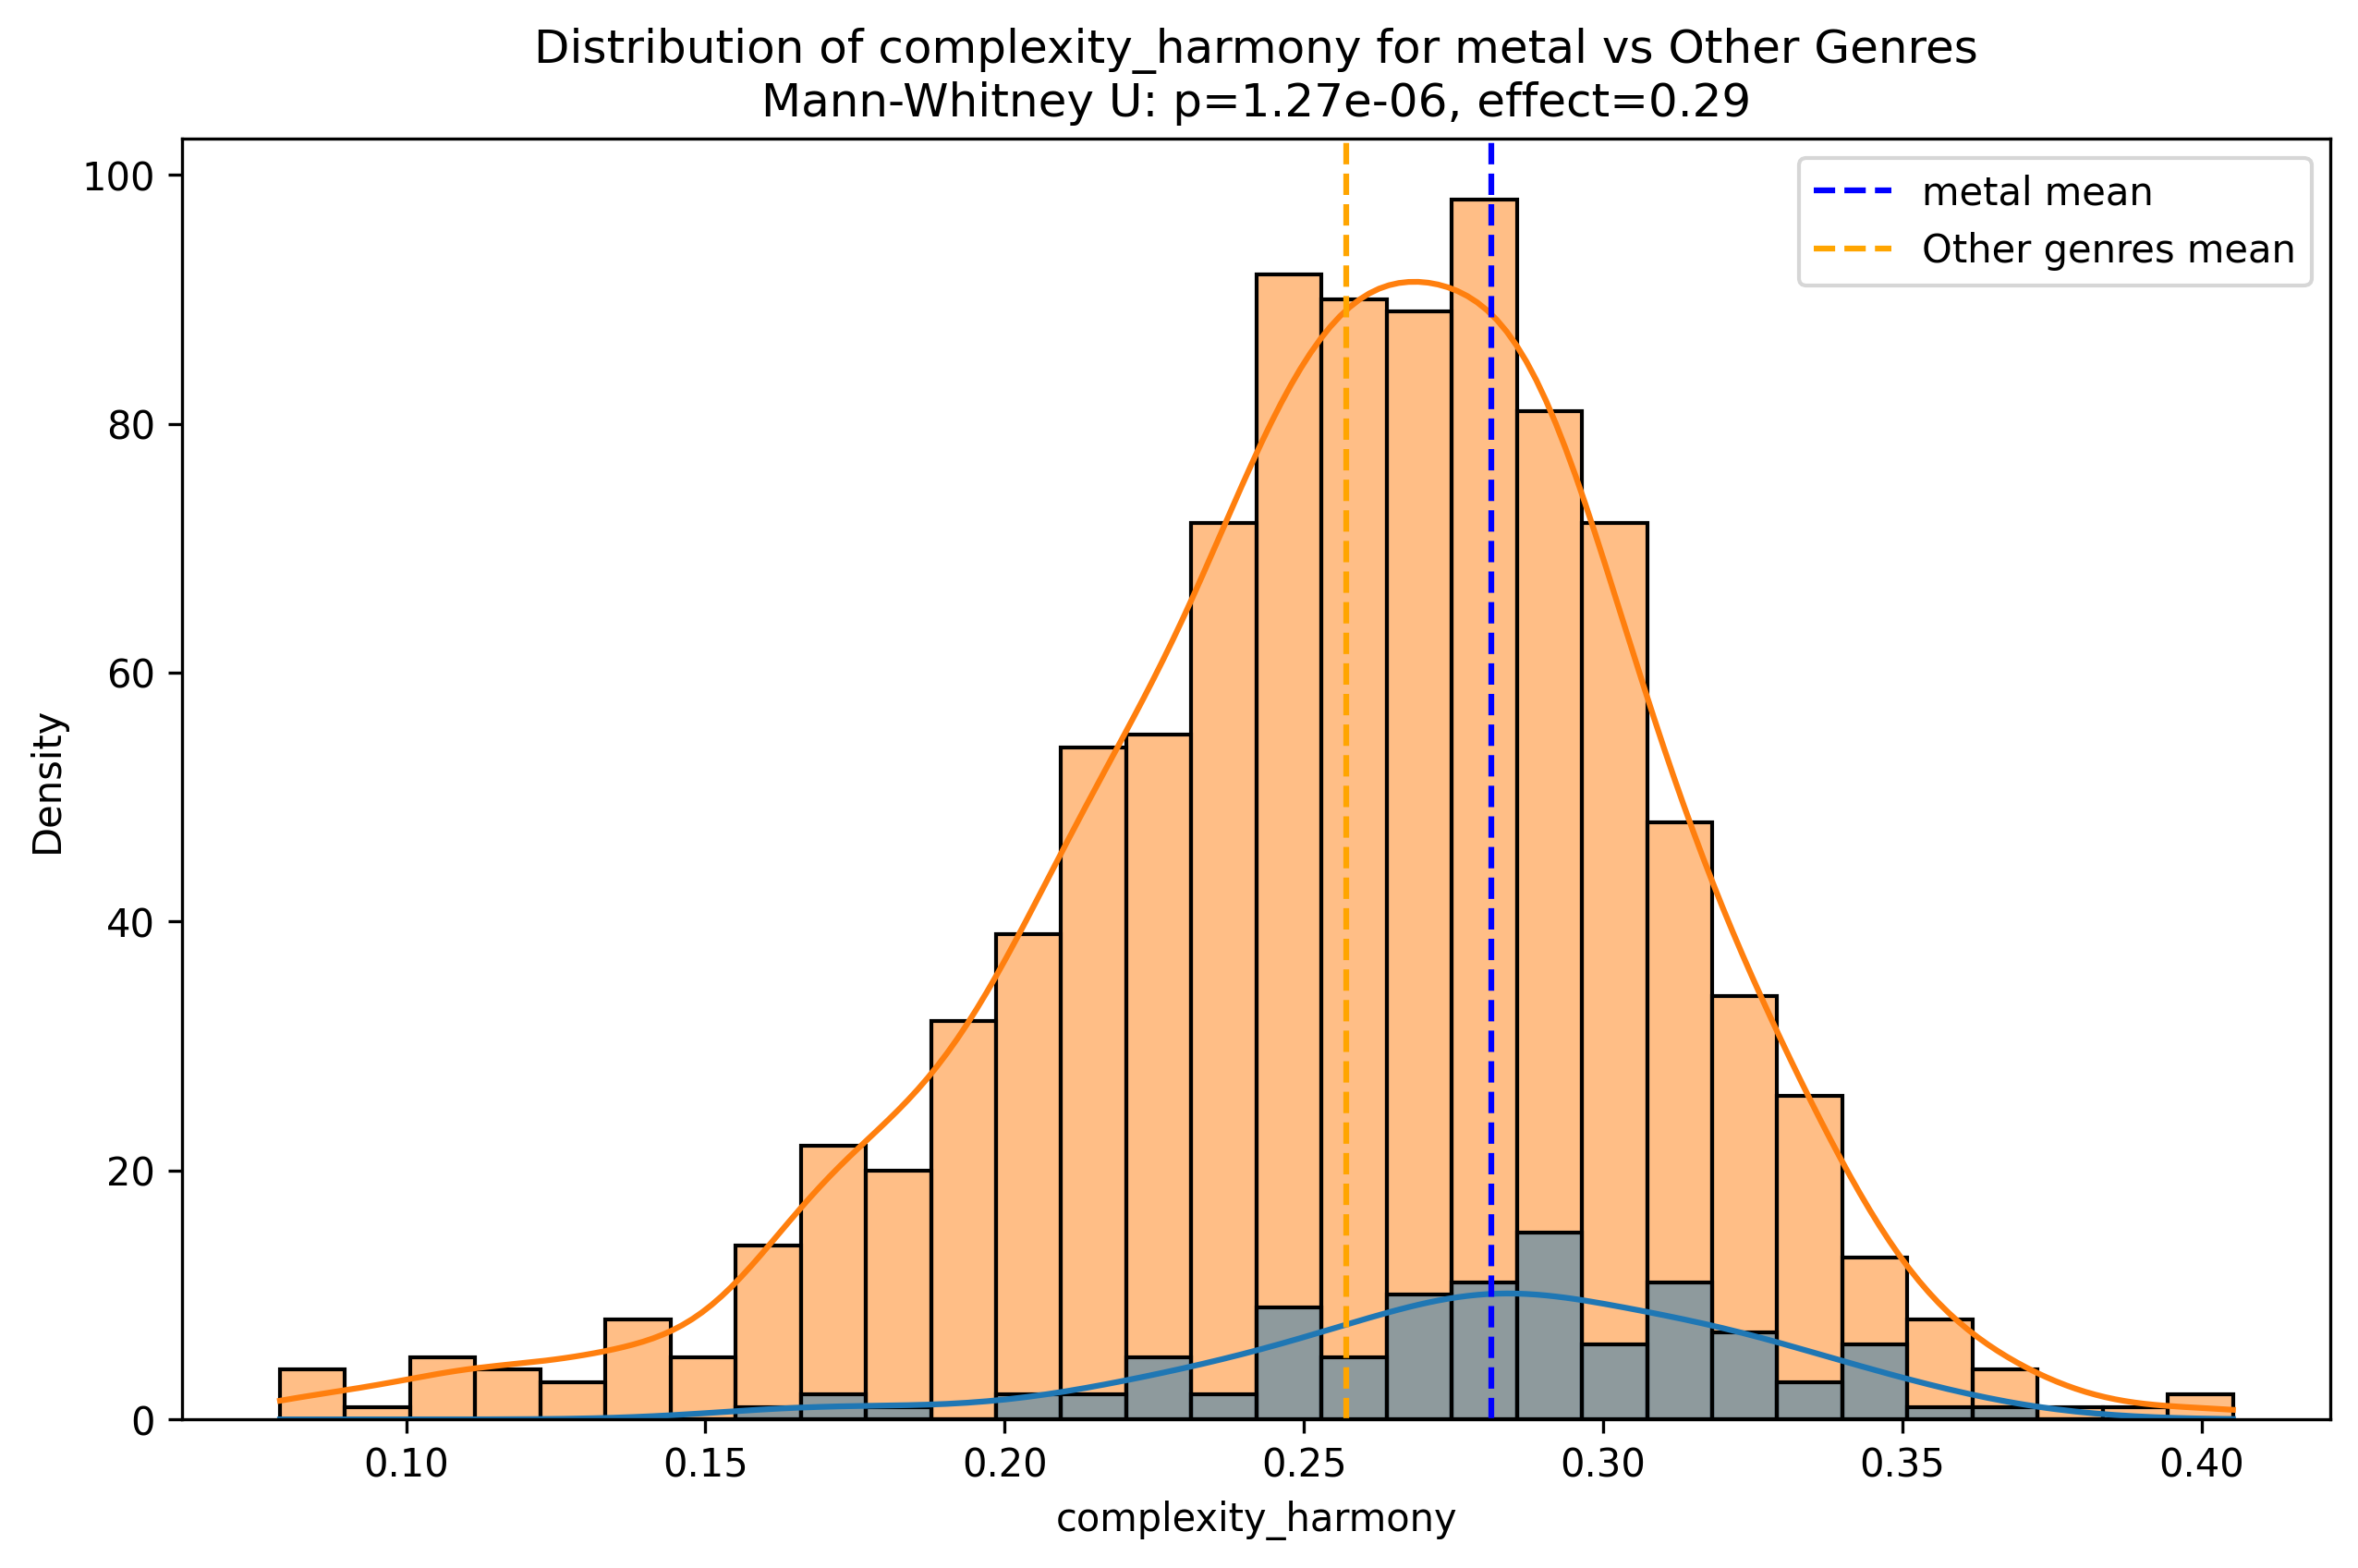 Distribution of complexity_harmony for metal vs Other Genres
Mann-Whitney U: p=1.27e-06, effect=0.29
metal mean
Other genres mean
100
80
60
40
20
0
Density
0.10 0.15 0.20 0.25 0.30 0.35 0.40
complexity_harmony